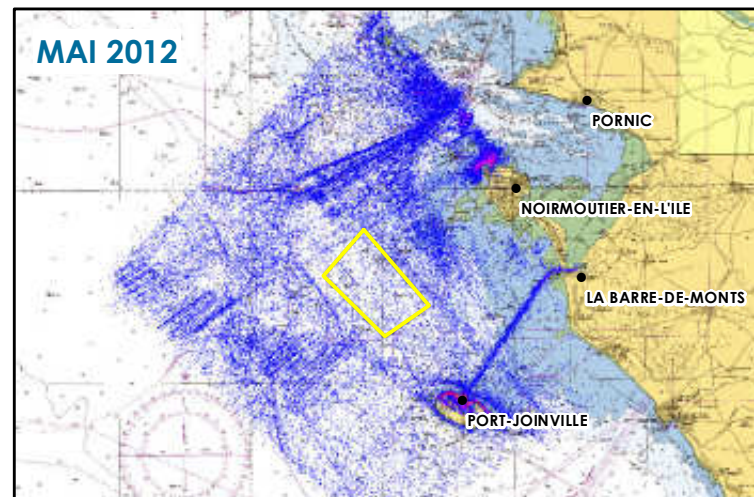 MAI 2012
PORNIC
NOIRMOUTIER-EN-L'ILE
LA BARRE-DE-MONTS
PORT-JOINVILLE